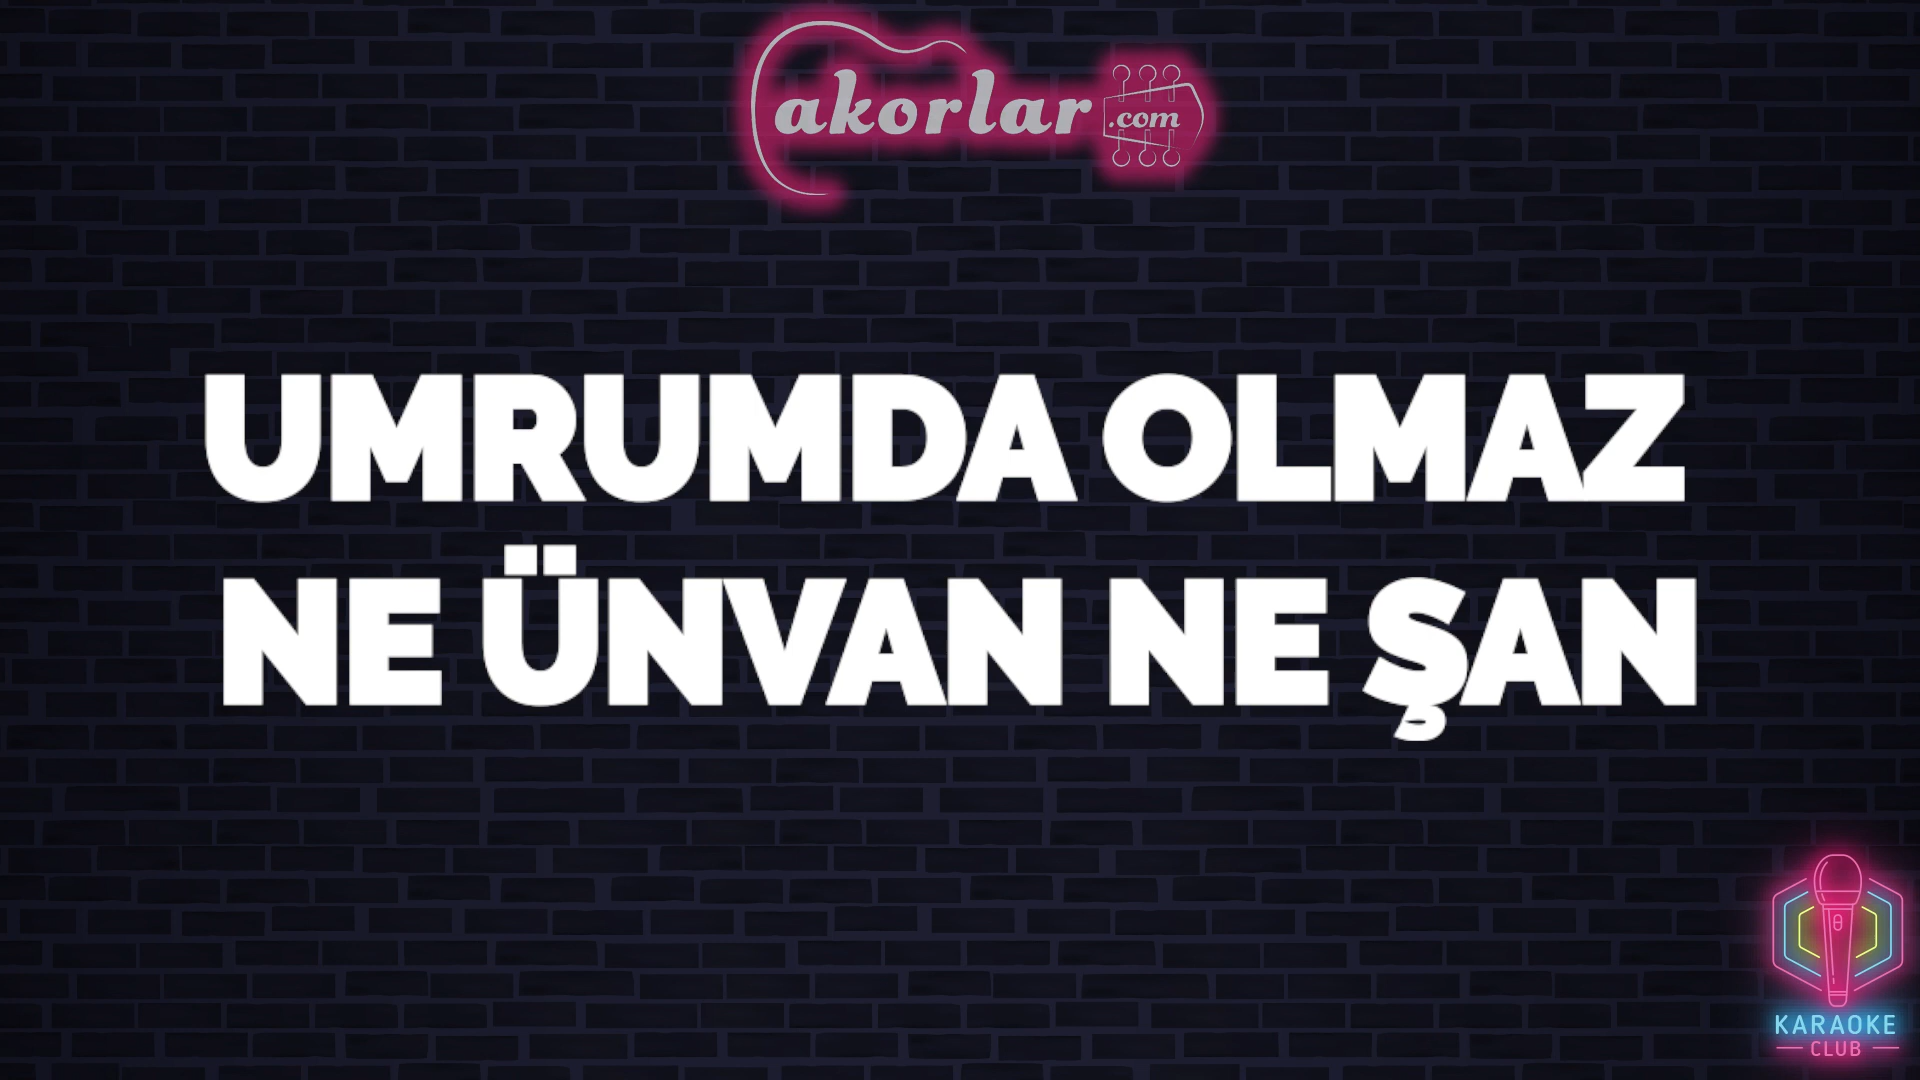 akorlar.com
UMRUMDA OLMAZ
NE ÜNVAN NE ŞAN
KARAOKE
CLUB